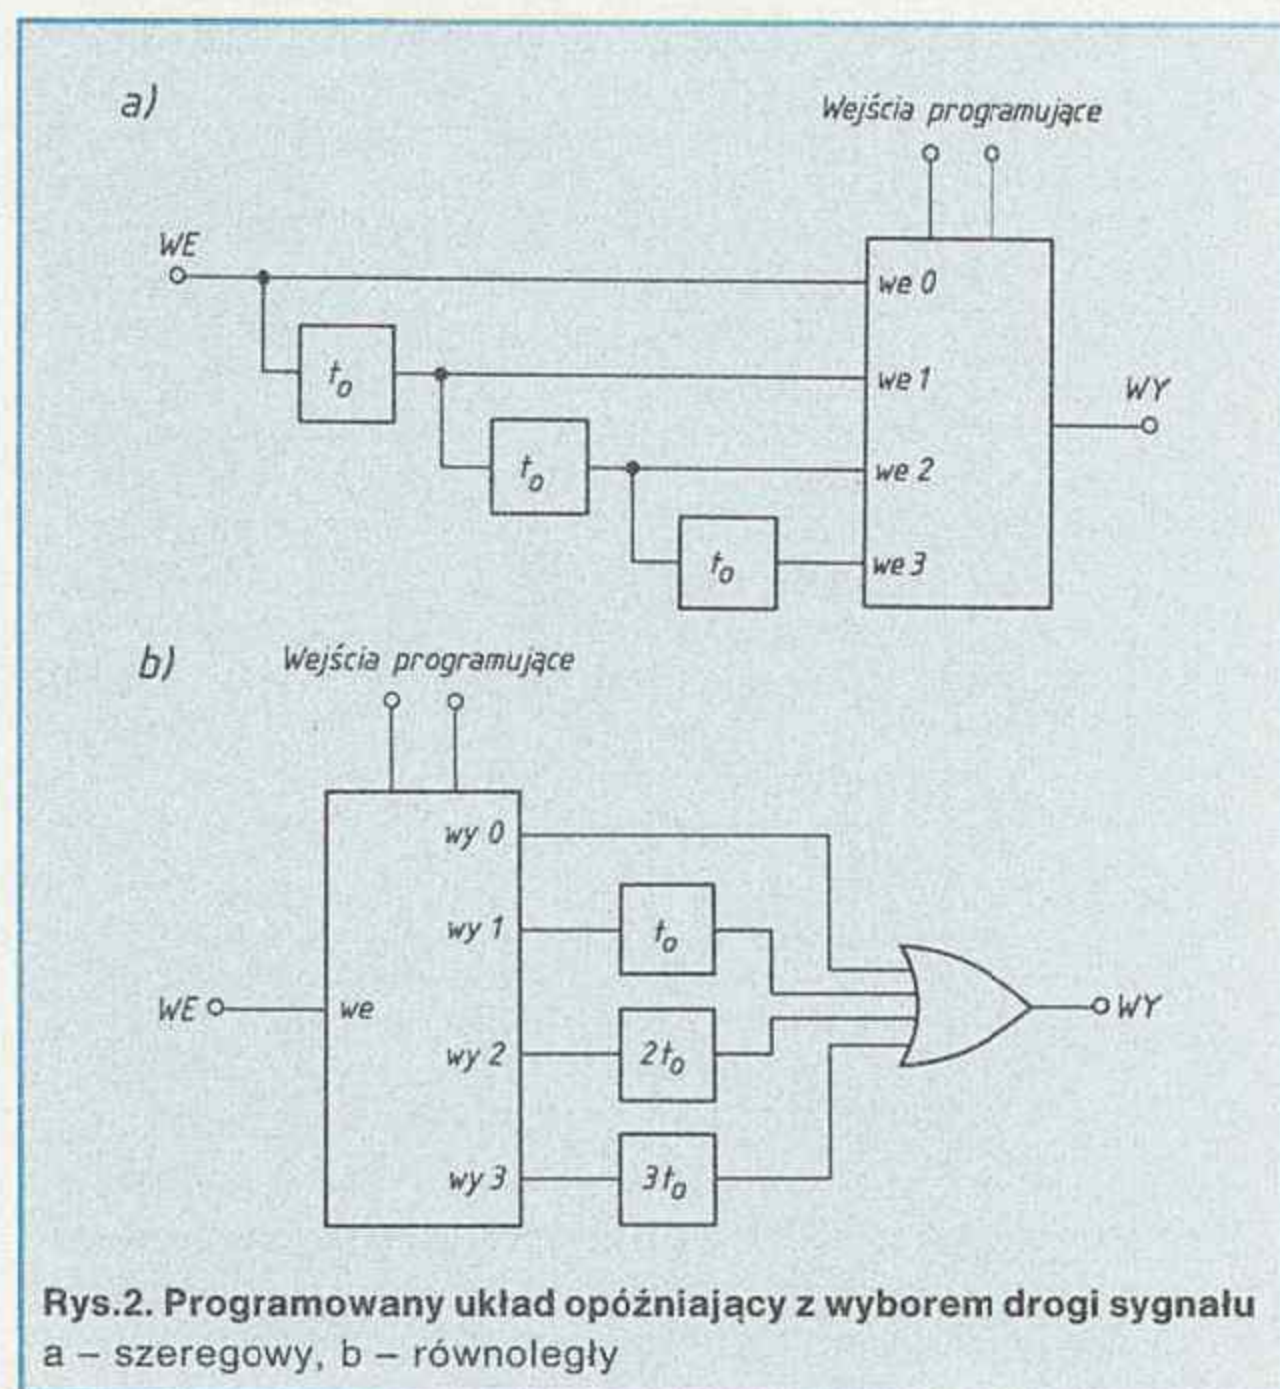 a)
Wejścia programujące
WE
we 0
t₀
we 1
WY
t₀
we 2
t₀
we 3
b)
Wejścia programujące
wy 0
wy 1
t₀
WE
we
WY
wy 2
2t₀
wy 3
3t₀
Rys.2. Programowany układ opóźniający z wyborem drogi sygnału
a – szeregowy, b – równoległy